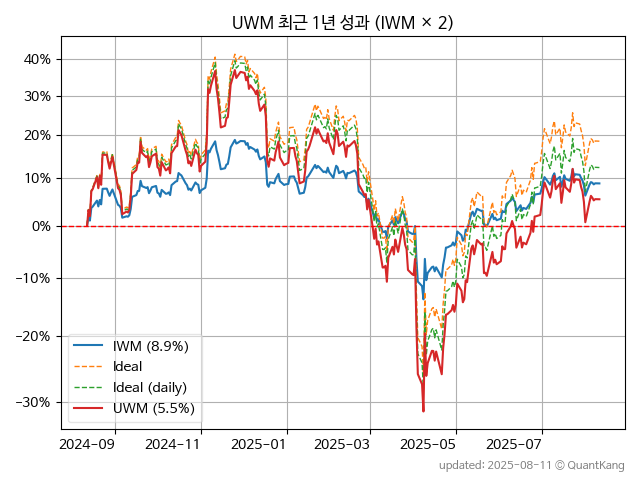 UWM 최근 1년 성과 (IWM × 2)
40%
30%
20%
10%
0%
−10%
−20%
−30%
IWM (8.9%)
Ideal
Ideal (daily)
UWM (5.5%)
2024-09 2024-11 2025-01 2025-03 2025-05 2025-07
updated: 2025-08-11 © QuantKang